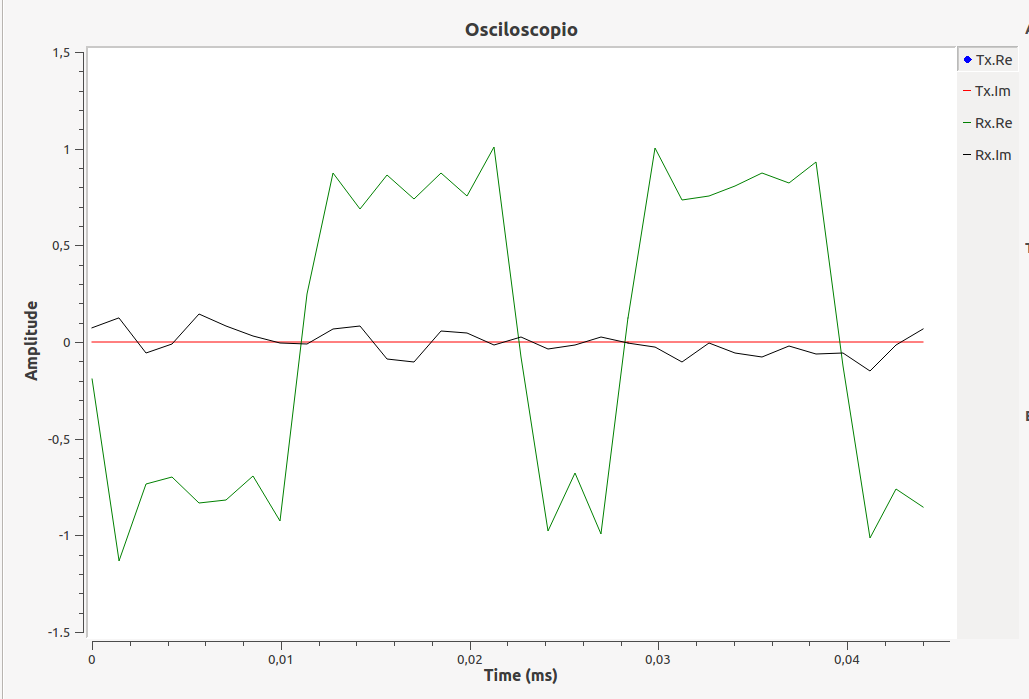 Osciloscopio
1,5
1
0,5
0
-0,5
-1
-1.5
Amplitude
0
0,01
0,02
0,03
0,04
Time (ms)
Tx.Re
Tx.Im
Rx.Re
Rx.Im